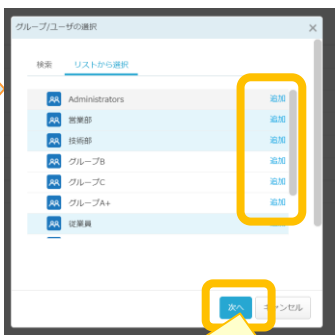 グループ/ユーザの選択 ×
検索 リストから選択
Administrators 追加
営業部 追加
技術部 追加
グループB 追加
グループC 追加
グループA+ 追加
従業員
次へ キャンセル